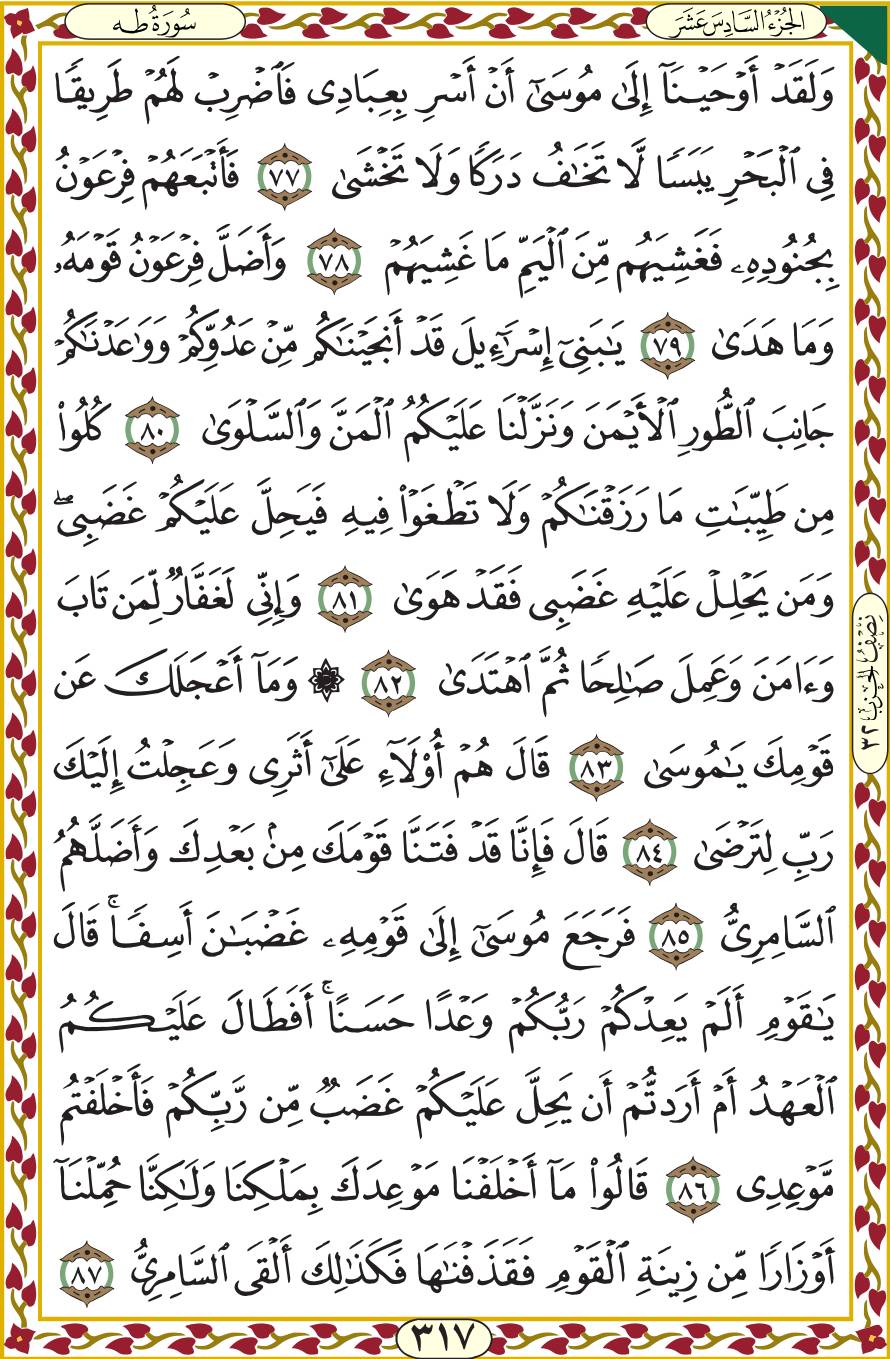 سُورَةُ طه
الجُزْءُ السَّادِسَ عَشَرَ
وَلَقَدْ أَوْحَيْنَآ إِلَىٰ مُوسَىٰٓ أَنْ أَسْرِ بِعِبَادِى فَٱضْرِبْ لَهُمْ طَرِيقًا
فِى ٱلْبَحْرِ يَبَسًا لَّا تَخَٰفُ دَرَكًا وَلَا تَخْشَىٰ ٧٧ فَأَتْبَعَهُمْ فِرْعَوْنُ
بِجُنُودِهِۦ فَغَشِيَهُم مِّنَ ٱلْيَمِّ مَا غَشِيَهُمْ ٧٨ وَأَضَلَّ فِرْعَوْنُ قَوْمَهُۥ
وَمَا هَدَىٰ ٧٩ يَٰبَنِىٓ إِسْرَٰٓءِيلَ قَدْ أَنجَيْنَٰكُم مِّنْ عَدُوِّكُمْ وَوَٰعَدْنَٰكُمْ
جَانِبَ ٱلطُّورِ ٱلْأَيْمَنَ وَنَزَّلْنَا عَلَيْكُمُ ٱلْمَنَّ وَٱلسَّلْوَىٰ ٨٠ كُلُوا۟
مِن طَيِّبَٰتِ مَا رَزَقْنَٰكُمْ وَلَا تَطْغَوْا۟ فِيهِ فَيَحِلَّ عَلَيْكُمْ غَضَبِى ۖ
وَمَن يَحْلِلْ عَلَيْهِ غَضَبِى فَقَدْ هَوَىٰ ٨١ وَإِنِّى لَغَفَّارٌ لِّمَن تَابَ
وَءَامَنَ وَعَمِلَ صَٰلِحًا ثُمَّ ٱهْتَدَىٰ ٨٢ ۞ وَمَآ أَعْجَلَكَ عَن
قَوْمِكَ يَٰمُوسَىٰ ٨٣ قَالَ هُمْ أُو۟لَآءِ عَلَىٰٓ أَثَرِى وَعَجِلْتُ إِلَيْكَ
رَبِّ لِتَرْضَىٰ ٨٤ قَالَ فَإِنَّا قَدْ فَتَنَّا قَوْمَكَ مِنۢ بَعْدِكَ وَأَضَلَّهُمُ
ٱلسَّامِرِىُّ ٨٥ فَرَجَعَ مُوسَىٰٓ إِلَىٰ قَوْمِهِۦ غَضْبَٰنَ أَسِفًا ۚ قَالَ
يَٰقَوْمِ أَلَمْ يَعِدْكُمْ رَبُّكُمْ وَعْدًا حَسَنًا ۚ أَفَطَالَ عَلَيْكُمُ
ٱلْعَهْدُ أَمْ أَرَدتُّمْ أَن يَحِلَّ عَلَيْكُمْ غَضَبٌ مِّن رَّبِّكُمْ فَأَخْلَفْتُم
مَّوْعِدِى ٨٦ قَالُوا۟ مَآ أَخْلَفْنَا مَوْعِدَكَ بِمَلْكِنَا وَلَٰكِنَّا حُمِّلْنَآ
أَوْزَارًا مِّن زِينَةِ ٱلْقَوْمِ فَقَذَفْنَٰهَا فَكَذَٰلِكَ أَلْقَى ٱلسَّامِرِىُّ ٨٧
نِصْفُ الحِزْبِ ٣٢
٣١٧